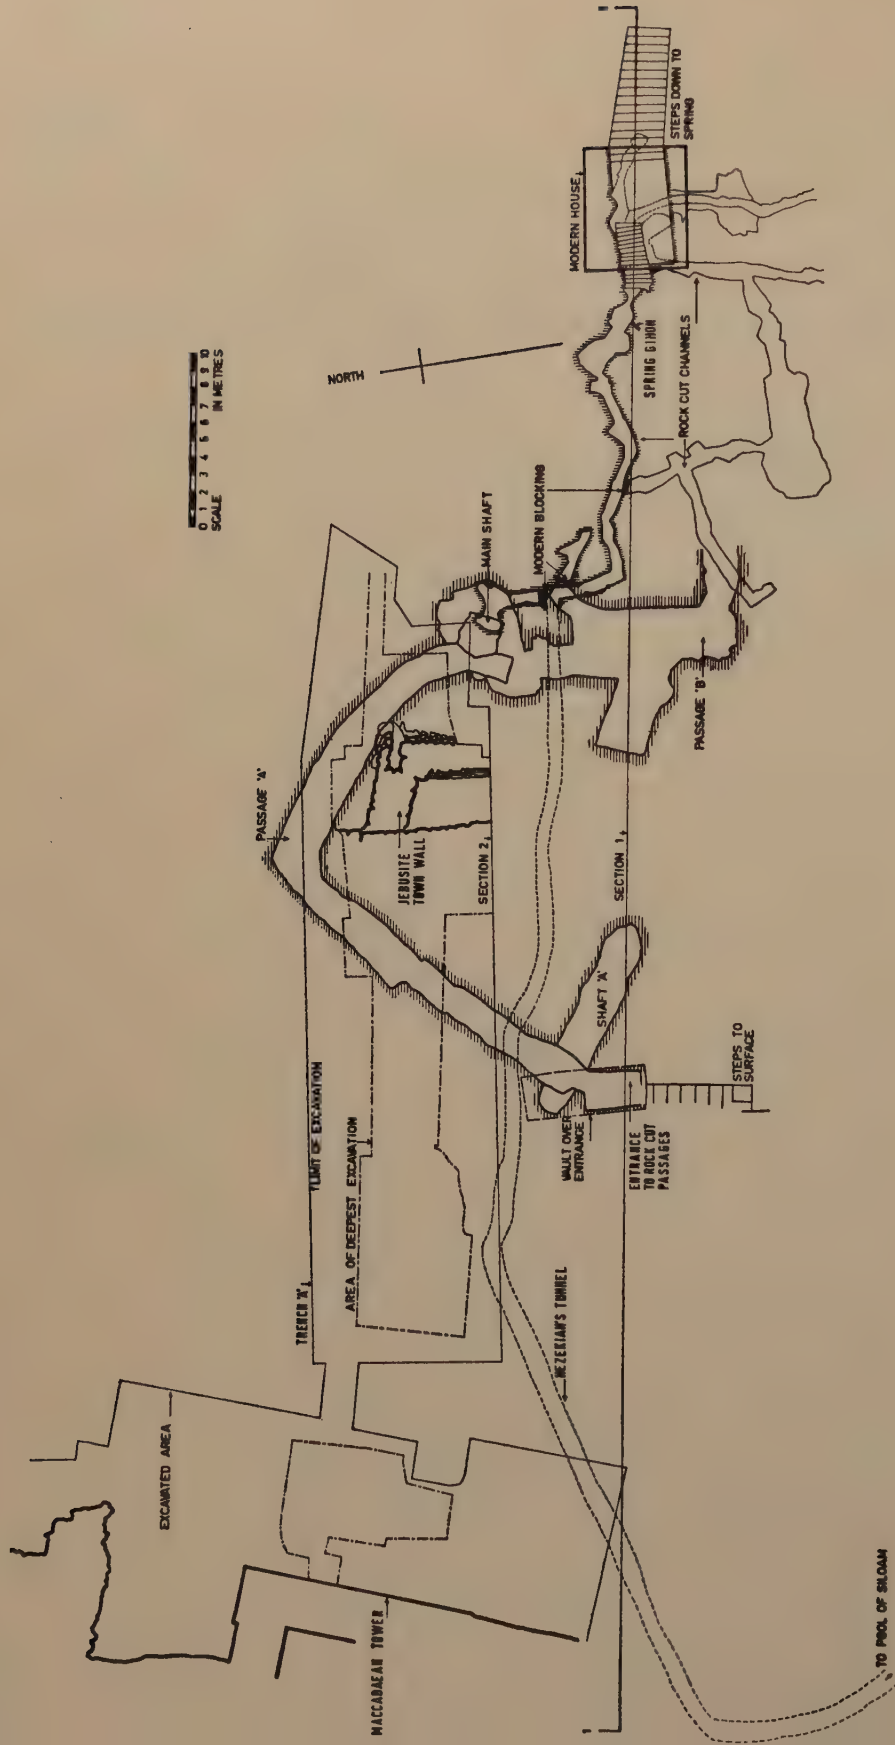 STEPS DOWN TO
SPRING
MODERN HOUSE
SPRING GIHON
ROCK CUT CHANNELS
NORTH
0 1 2 3 4 5 6 7 8 9 10
SCALE
IN METRES
MAIN SHAFT
MODERN BLOCKING
PASSAGE 'B'
PASSAGE 'A'
JEBUSITE
TOWN WALL
SECTION 2
SECTION 1
SHAFT 'A'
STEPS TO
SURFACE
VAULT OVER
ENTRANCE
ENTRANCE
TO ROCK CUT
PASSAGES
LIMIT OF EXCAVATION
AREA OF DEEPEST EXCAVATION
TRENCH 'A'
HEZEKIAH'S TUNNEL
EXCAVATED AREA
MACCABAEAN TOWER
TO POOL OF SILOAM